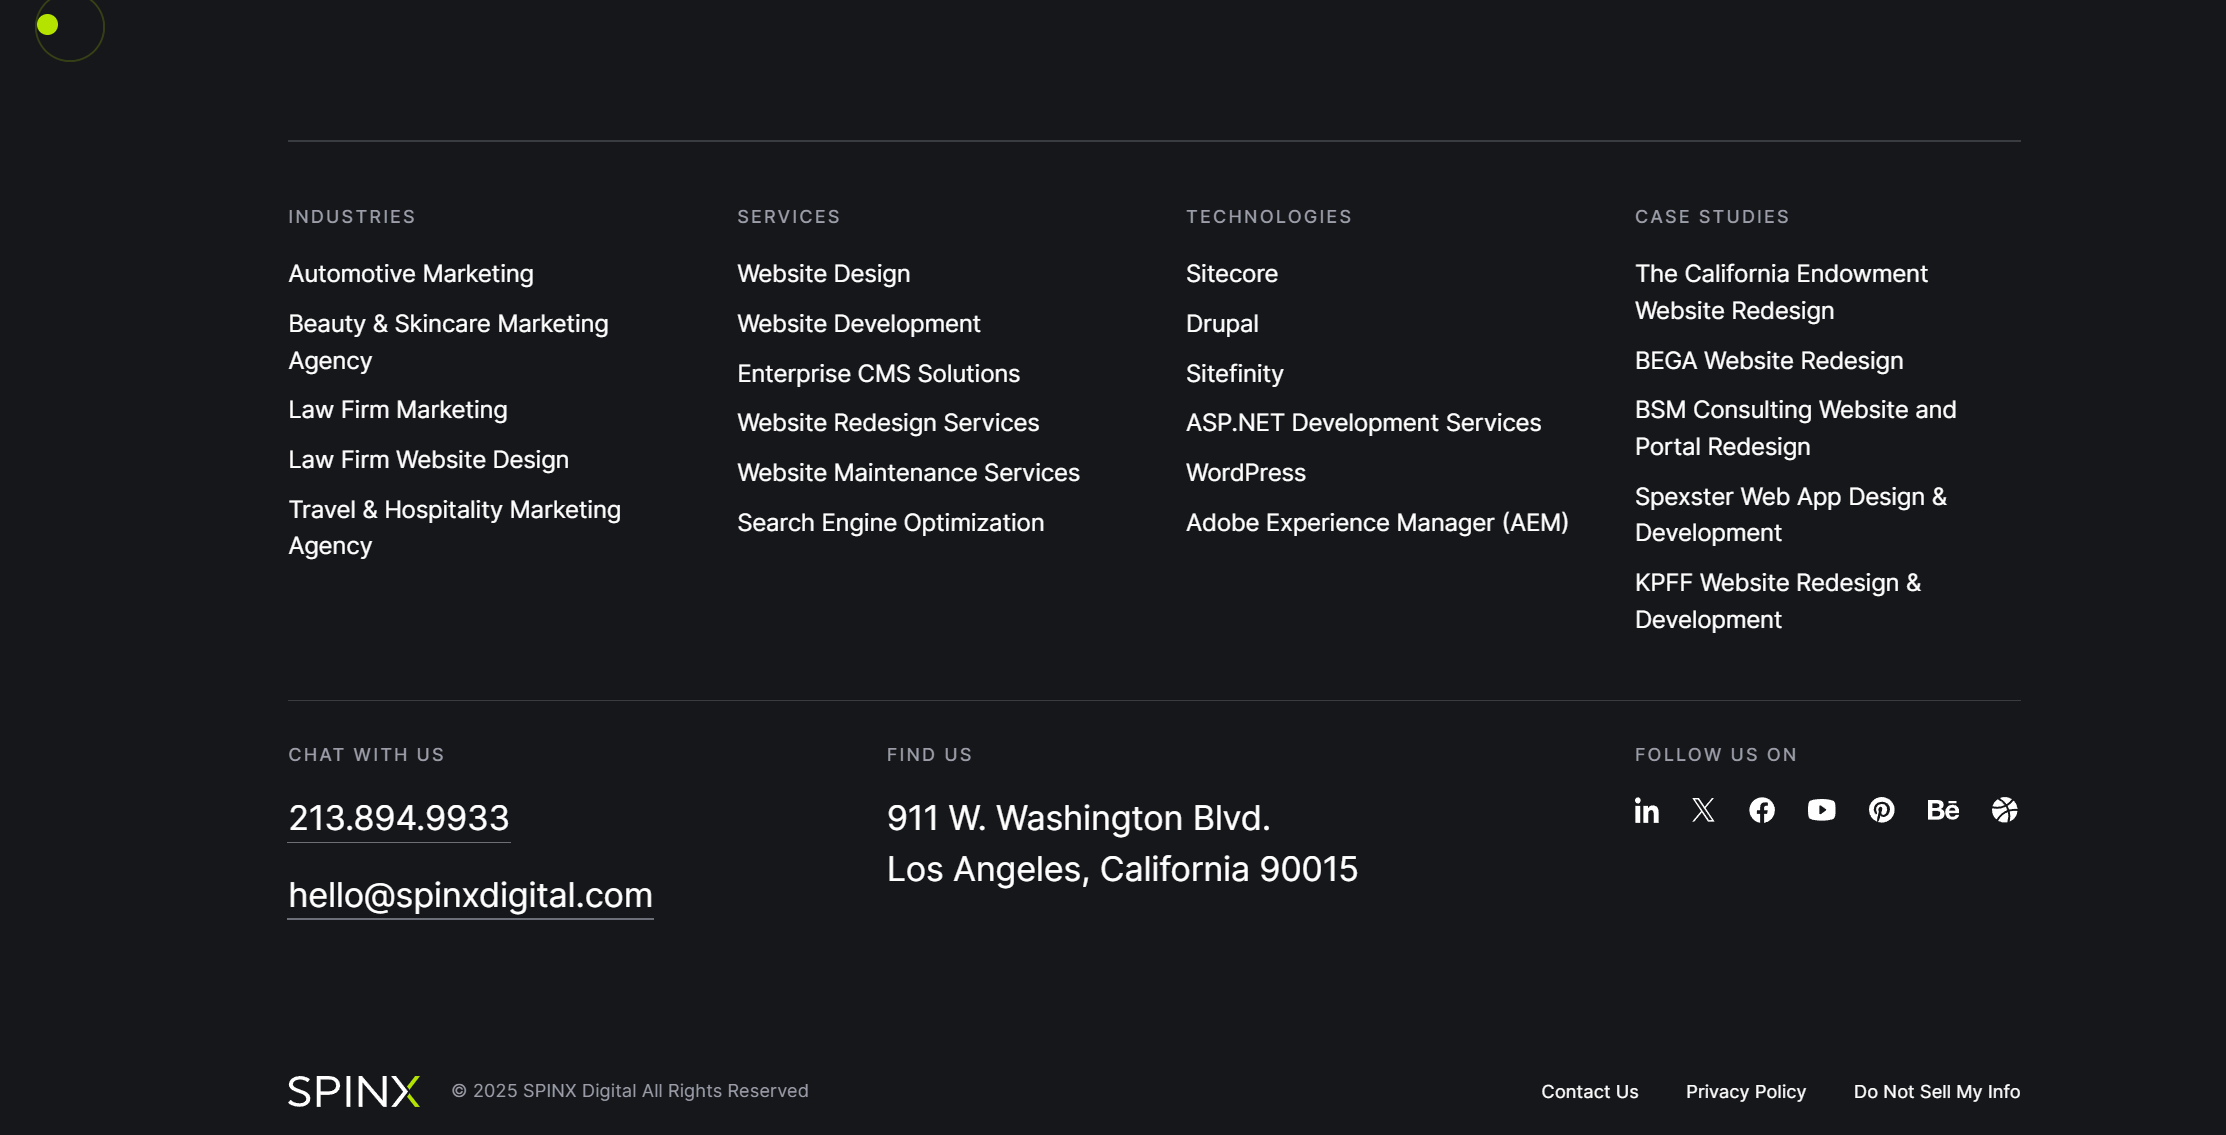 INDUSTRIES
Automotive Marketing
Beauty & Skincare Marketing
Agency
Law Firm Marketing
Law Firm Website Design
Travel & Hospitality Marketing
Agency
SERVICES
Website Design
Website Development
Enterprise CMS Solutions
Website Redesign Services
Website Maintenance Services
Search Engine Optimization
TECHNOLOGIES
Sitecore
Drupal
Sitefinity
ASP.NET Development Services
WordPress
Adobe Experience Manager (AEM)
CASE STUDIES
The California Endowment
Website Redesign
BEGA Website Redesign
BSM Consulting Website and
Portal Redesign
Spexster Web App Design &
Development
KPFF Website Redesign &
Development
CHAT WITH US
213.894.9933
hello@spinxdigital.com
FIND US
911 W. Washington Blvd.
Los Angeles, California 90015
FOLLOW US ON
SPINX
© 2025 SPINX Digital All Rights Reserved
Contact Us
Privacy Policy
Do Not Sell My Info